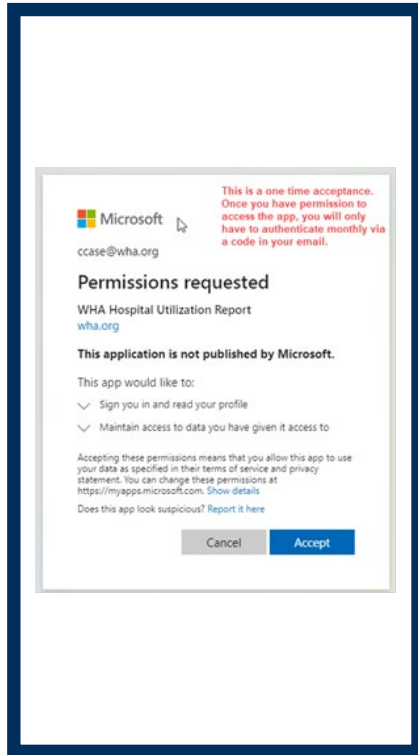 This is a one time acceptance.
Once you have permission to
access the app, you will only
have to authenticate monthly via
a code in your email.
Microsoft
ccase@wha.org
Permissions requested
WHA Hospital Utilization Report
wha.org
This application is not published by Microsoft.
This app would like to:
Sign you in and read your profile
Maintain access to data you have given it access to
Accepting these permissions means that you allow this app to use
your data as specified in their terms of service and privacy
statement. You can change these permissions at
https://myapps.microsoft.com. Show details
Does this app look suspicious? Report it here
Cancel
Accept